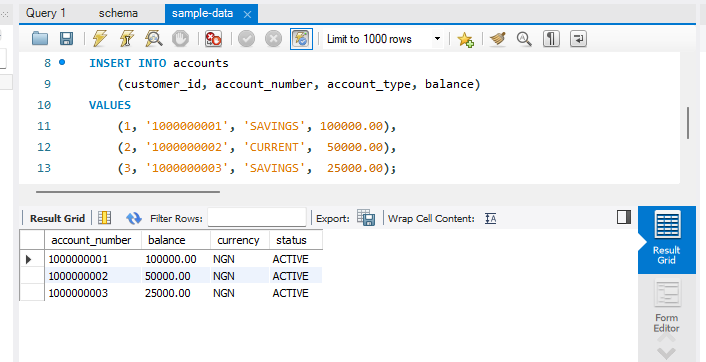 Query 1 schema sample-data
Limit to 1000 rows
8 INSERT INTO accounts
9 (customer_id, account_number, account_type, balance)
10 VALUES
11 (1, '1000000001', 'SAVINGS', 100000.00),
12 (2, '1000000002', 'CURRENT', 50000.00),
13 (3, '1000000003', 'SAVINGS', 25000.00);
Result Grid Filter Rows: Export: Wrap Cell Content: IA
account_number balance currency status
1000000001 100000.00 NGN ACTIVE
1000000002 50000.00 NGN ACTIVE
1000000003 25000.00 NGN ACTIVE
Result
Grid
Form
Editor